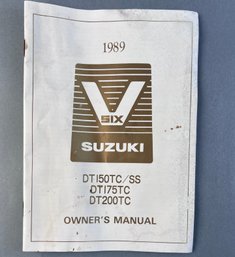 1989
V
SIX
SUZUKI
DT150TC/SS
DT175TC
DT200TC
OWNER'S MANUAL